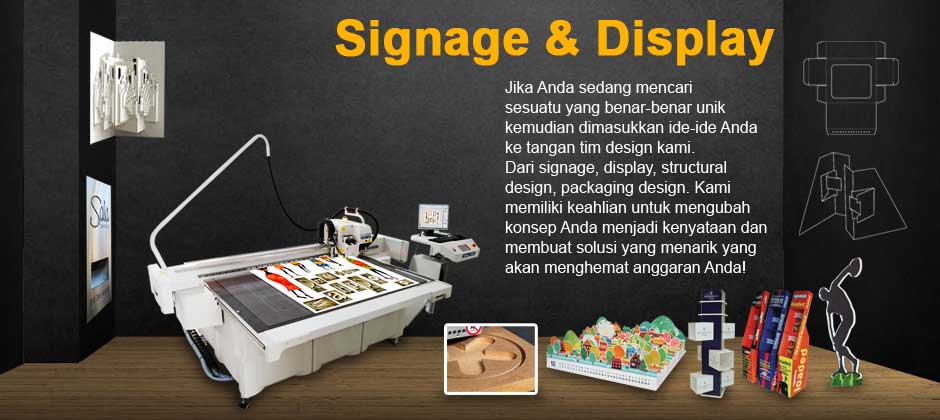 Signage & Display
Jika Anda sedang mencari
sesuatu yang benar-benar unik
kemudian dimasukkan ide-ide Anda
ke tangan tim design kami.
Dari signage, display, structural
design, packaging design. Kami
memiliki keahlian untuk mengubah
konsep Anda menjadi kenyataan dan
membuat solusi yang menarik yang
akan menghemat anggaran Anda!
loaded
12